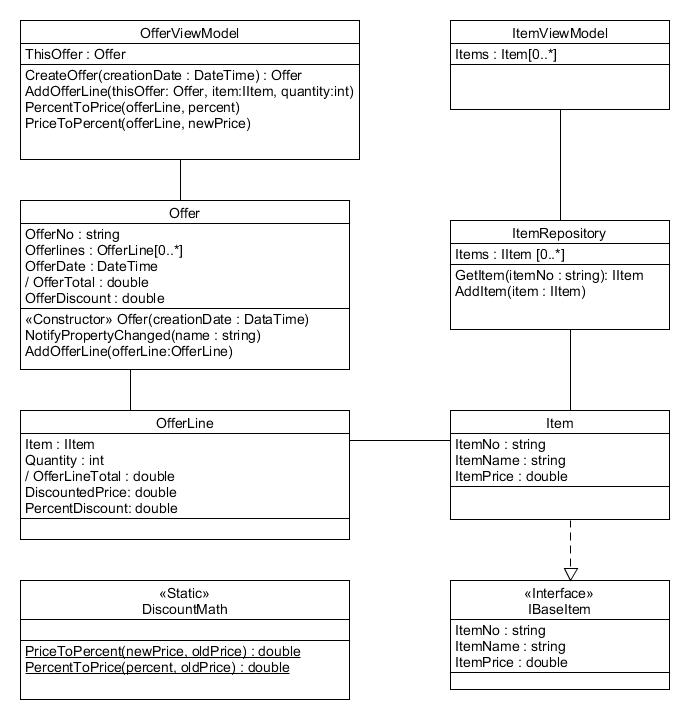 OfferViewModel
ThisOffer : Offer
CreateOffer(creationDate : DateTime) : Offer
AddOfferLine(thisOffer: Offer, item:IItem, quantity:int)
PercentToPrice(offerLine, percent)
PriceToPercent(offerLine, newPrice)
ItemViewModel
Items : Item[0..*]
Offer
OfferNo : string
Offerlines : OfferLine[0..*]
OfferDate : DateTime
/ OfferTotal : double
OfferDiscount : double
«Constructor» Offer(creationDate : DataTime)
NotifyPropertyChanged(name : string)
AddOfferLine(offerLine:OfferLine)
ItemRepository
Items : IItem [0..*]
GetItem(itemNo : string): IItem
AddItem(item : IItem)
OfferLine
Item : IItem
Quantity : int
/ OfferLineTotal : double
DiscountedPrice: double
PercentDiscount: double
Item
ItemNo : string
ItemName : string
ItemPrice : double
«Static»
DiscountMath
PriceToPercent(newPrice, oldPrice) : double
PercentToPrice(percent, oldPrice) : double
«Interface»
IBaseItem
ItemNo : string
ItemName : string
ItemPrice : double